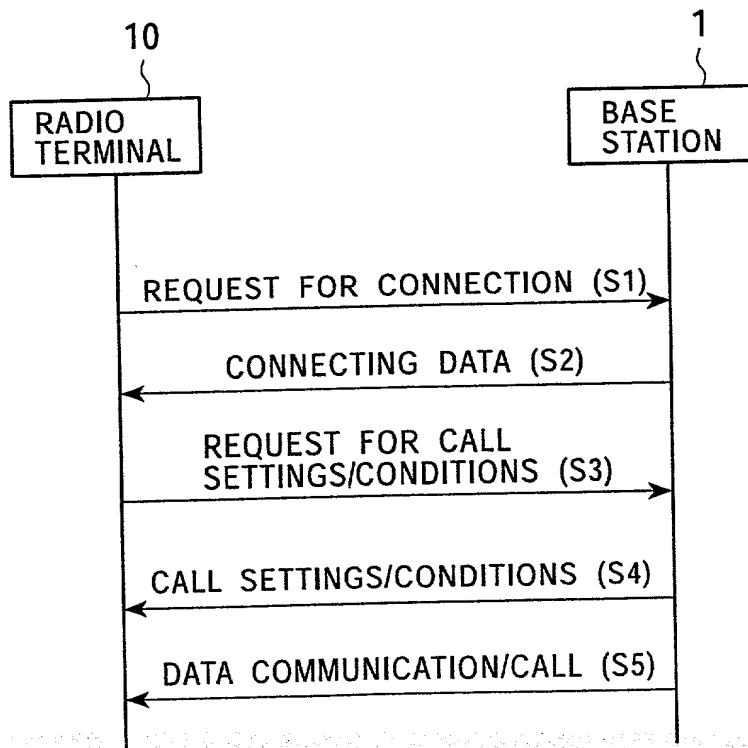 10
1
RADIO
TERMINAL
BASE
STATION
REQUEST FOR CONNECTION (S1)
CONNECTING DATA (S2)
REQUEST FOR CALL
SETTINGS/CONDITIONS (S3)
CALL SETTINGS/CONDITIONS (S4)
DATA COMMUNICATION/CALL (S5)